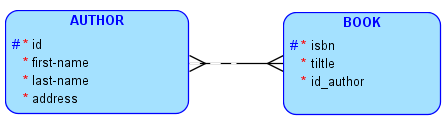 AUTHOR
#* id
* first-name
* last-name
* address
BOOK
#* isbn
* tiltle
* id_author